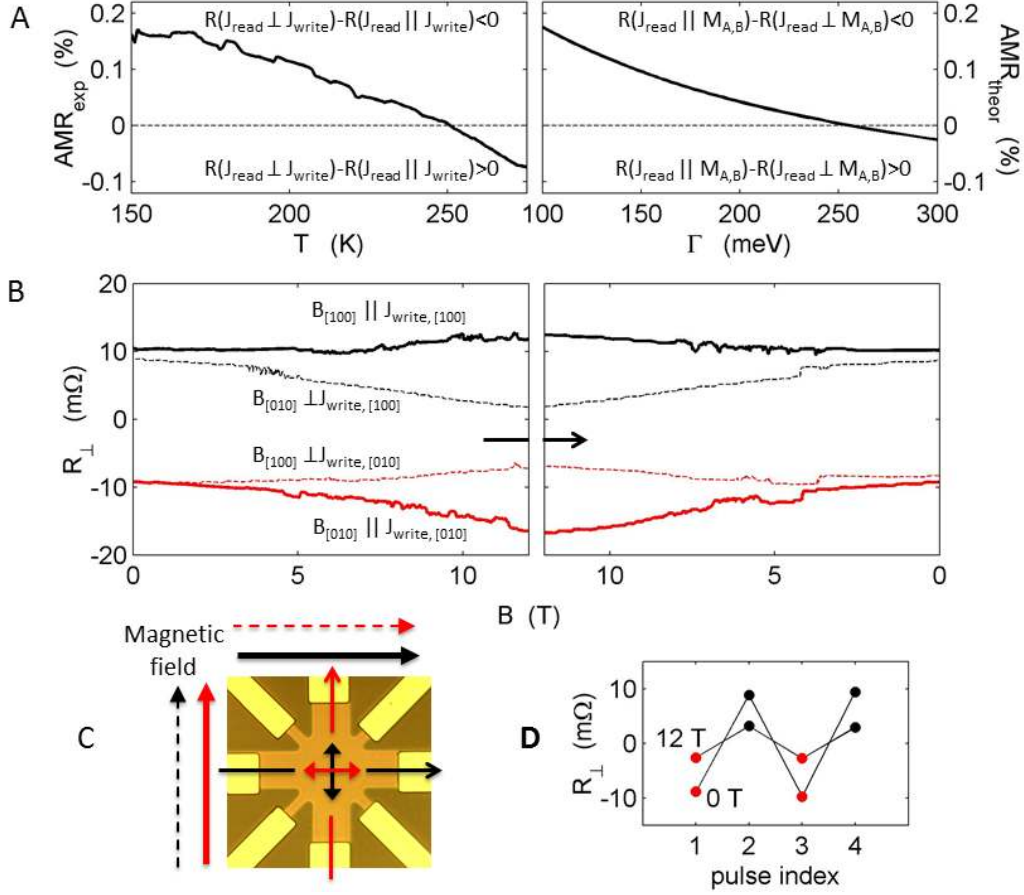 A
R(J_read ⊥ J_write)-R(J_read || J_write)<0
R(J_read ⊥ J_write)-R(J_read || J_write)>0
AMR_exp (%)
0.2
0.1
0
-0.1
150
200
250
T (K)
R(J_read || M_A,B)-R(J_read ⊥ M_A,B)<0
R(J_read || M_A,B)-R(J_read ⊥ M_A,B)>0
0.2
0.1
0
-0.1
AMR_theor (%)
100
150
200
250
300
Γ (meV)
B
R_⊥ (mΩ)
20
10
0
-10
-20
B_[100] || J_write, [100]
B_[010] ⊥J_write, [100]
B_[100] ⊥J_write, [010]
B_[010] || J_write, [010]
0
5
10
10
5
0
B (T)
C
Magnetic
field
D
R_⊥ (mΩ)
10
0
-10
12 T
0 T
1
2
3
4
pulse index